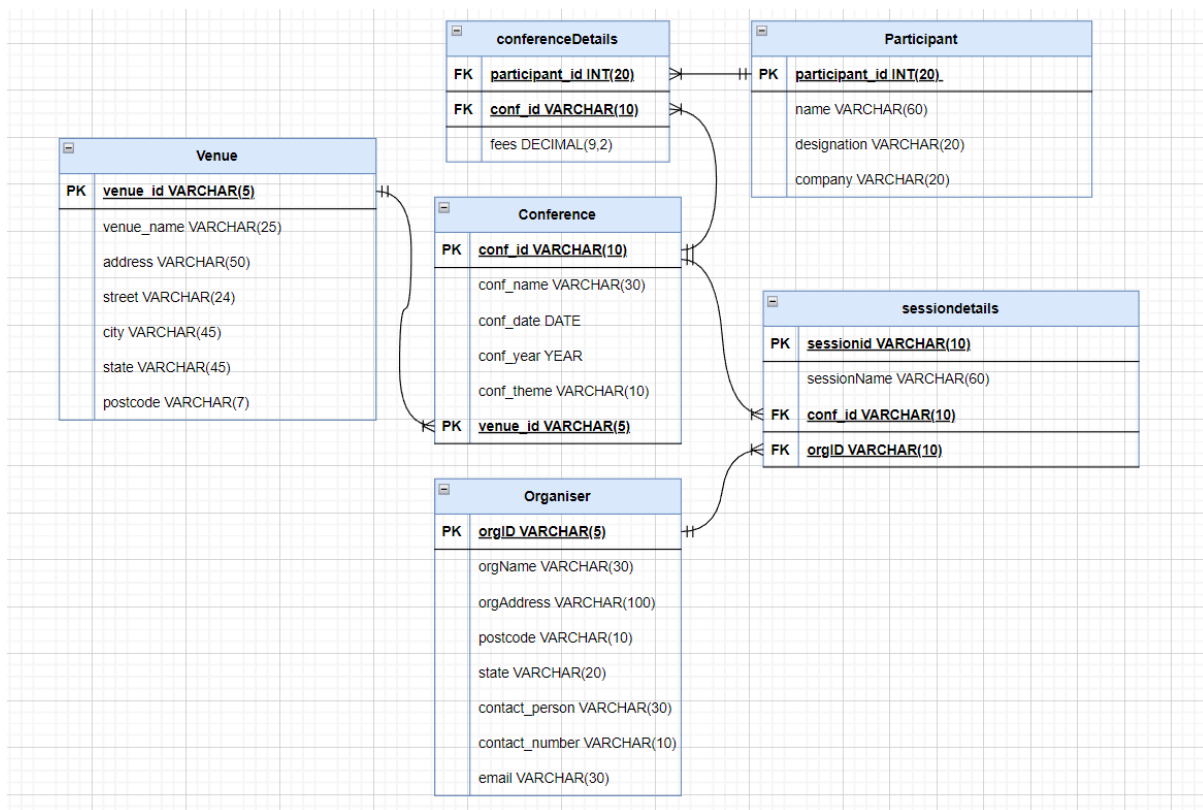 conferenceDetails
FK participant_id INT(20)
FK conf_id VARCHAR(10)
fees DECIMAL(9,2)
Participant
PK participant_id INT(20)
name VARCHAR(60)
designation VARCHAR(20)
company VARCHAR(20)
Venue
PK venue_id VARCHAR(5)
venue_name VARCHAR(25)
address VARCHAR(50)
street VARCHAR(24)
city VARCHAR(45)
state VARCHAR(45)
postcode VARCHAR(7)
Conference
PK conf_id VARCHAR(10)
conf_name VARCHAR(30)
conf_date DATE
conf_year YEAR
conf_theme VARCHAR(10)
PK venue_id VARCHAR(5)
sessiondetails
PK sessionid VARCHAR(10)
sessionName VARCHAR(60)
FK conf_id VARCHAR(10)
FK orgID VARCHAR(10)
Organiser
PK orgID VARCHAR(5)
orgName VARCHAR(30)
orgAddress VARCHAR(100)
postcode VARCHAR(10)
state VARCHAR(20)
contact_person VARCHAR(30)
contact_number VARCHAR(10)
email VARCHAR(30)